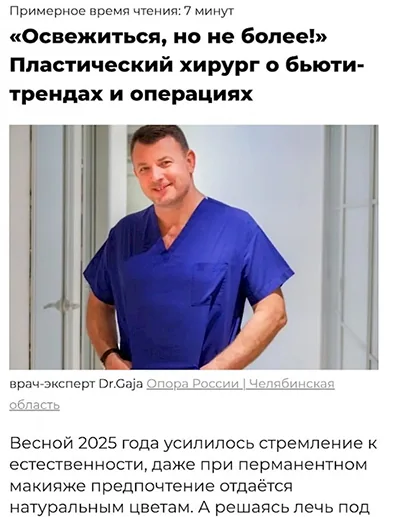 Примерное время чтения: 7 минут
«Освежиться, но не более!»
Пластический хирург о бьюти-
трендах и операциях
врач-эксперт Dr.Gaja Опора России | Челябинская
область
Весной 2025 года усилилось стремление к
естественности, даже при перманентном
макияже предпочтение отдаётся
натуральным цветам. А решаясь лечь под